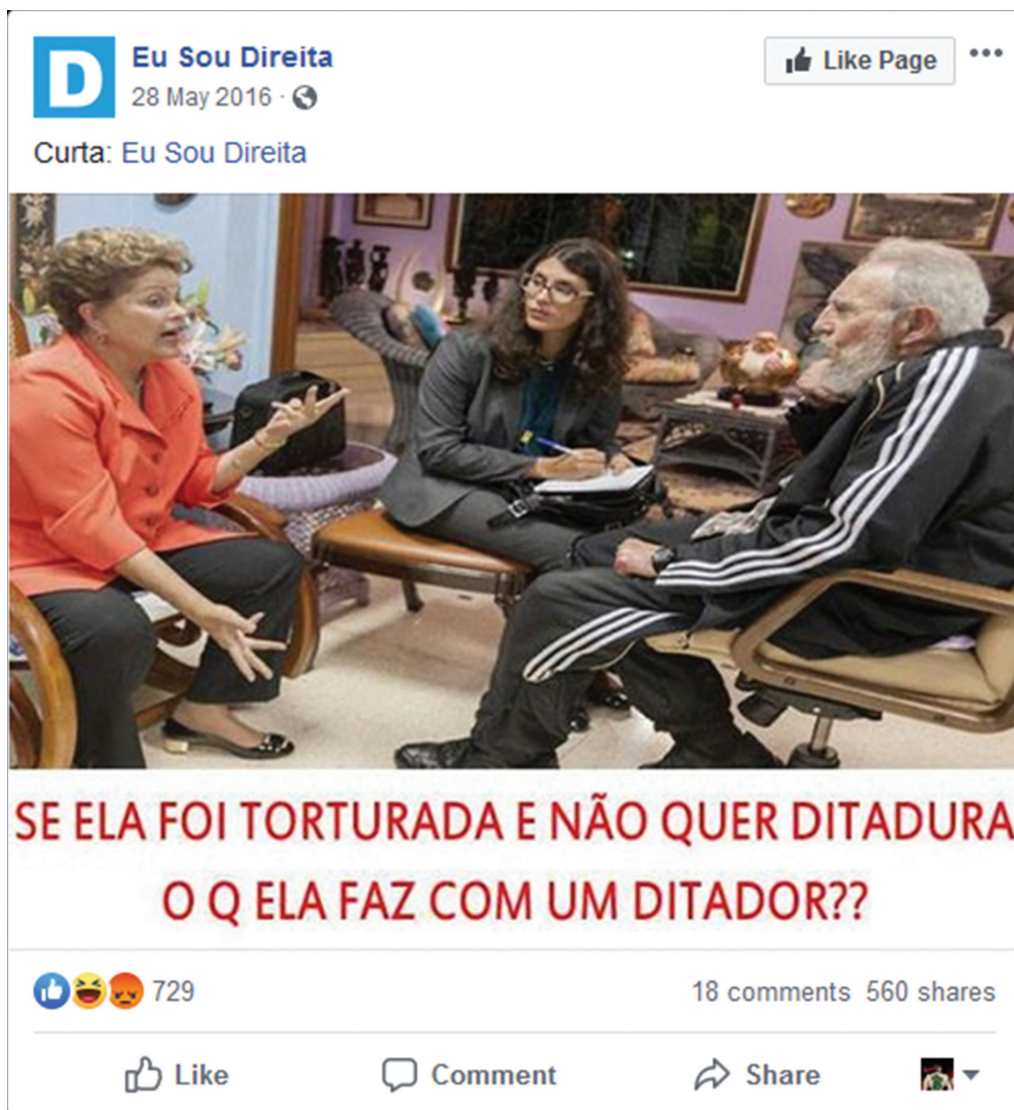 D
Eu Sou Direita
28 May 2016 ·
Like Page
Curta: Eu Sou Direita
SE ELA FOI TORTURADA E NÃO QUER DITADURA
O Q ELA FAZ COM UM DITADOR??
729
18 comments 560 shares
Like
Comment
Share